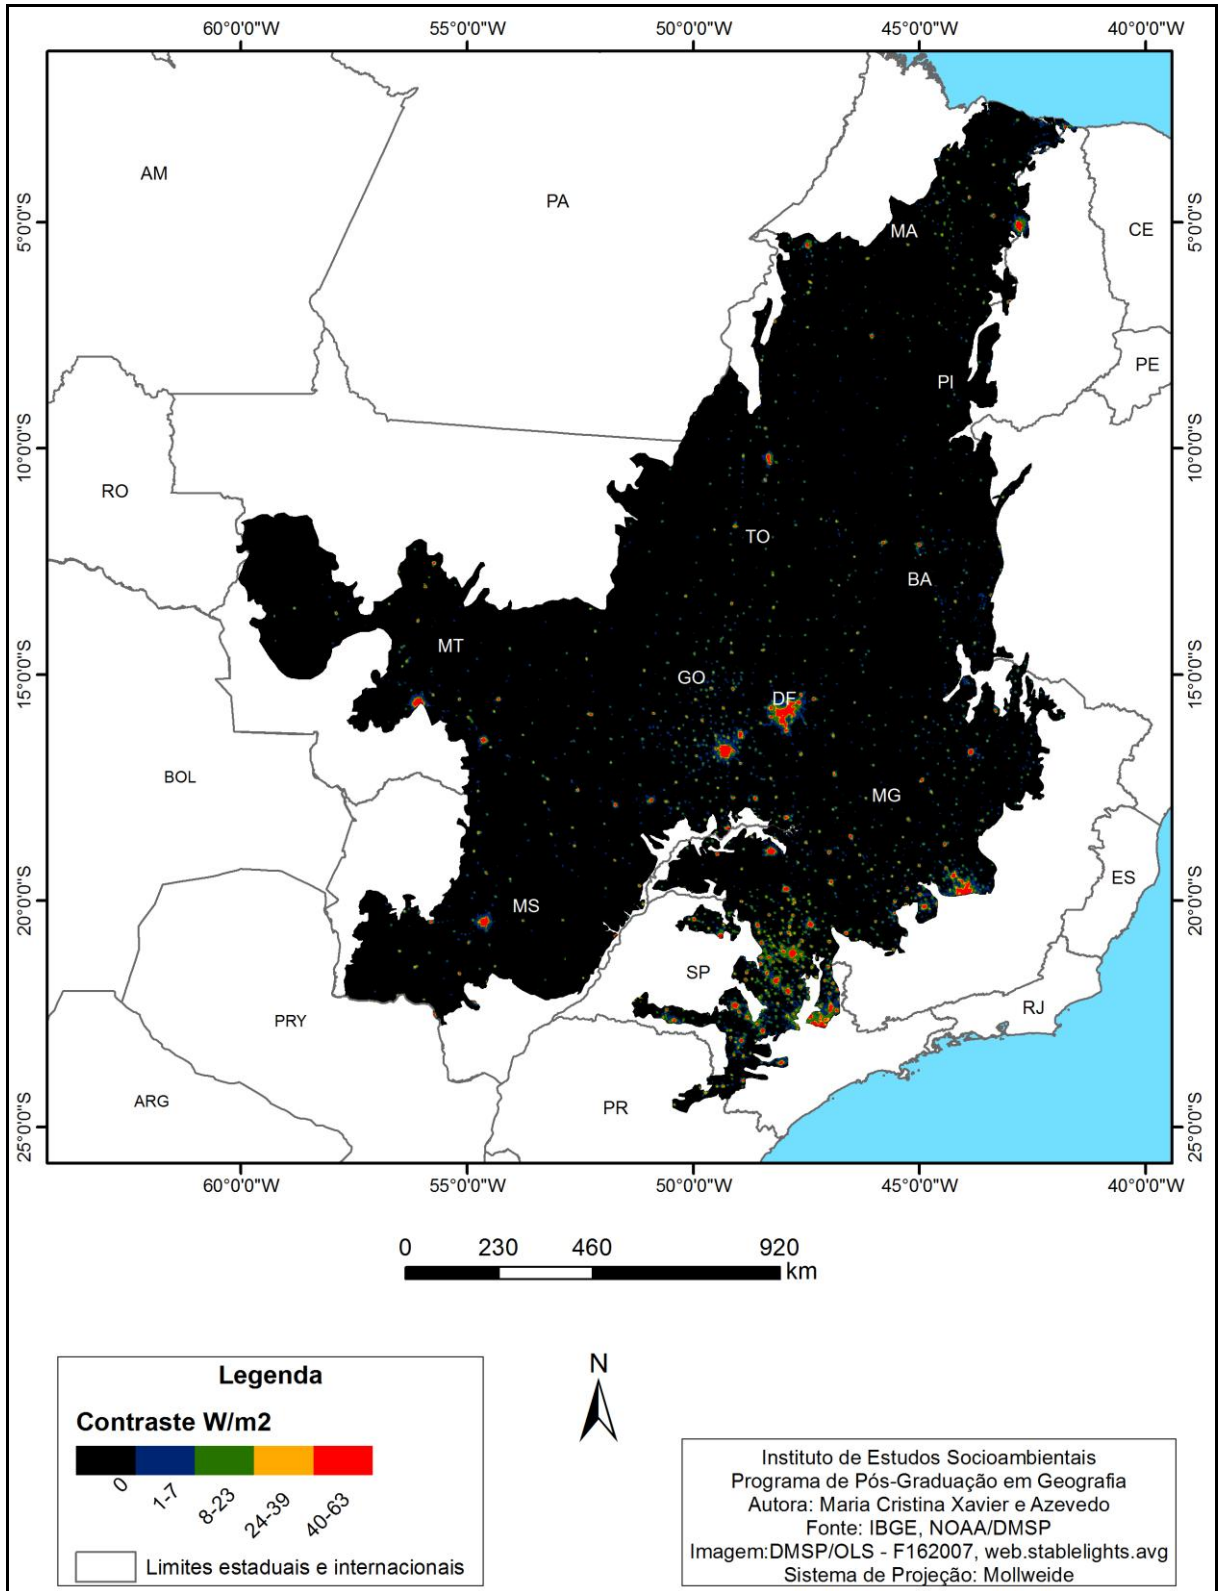 60°0'0"W 55°0'0"W 50°0'0"W 45°0'0"W 40°0'0"W
AM
PA
MA
CE
5°0'0"S
5°0'0"S
PE
PI
10°0'0"S
10°0'0"S
RO
TO
BA
MT
GO
DF
15°0'0"S
15°0'0"S
BOL
MG
ES
MS
20°0'0"S
20°0'0"S
SP
RJ
PRY
ARG
PR
25°0'0"S
25°0'0"S
60°0'0"W 55°0'0"W 50°0'0"W 45°0'0"W 40°0'0"W
0 230 460 920
km
Legenda
Contraste W/m2
0 1-7 8-23 24-39 40-63
Limites estaduais e internacionais
N
Instituto de Estudos Socioambientais
Programa de Pós-Graduação em Geografia
Autora: Maria Cristina Xavier e Azevedo
Fonte: IBGE, NOAA/DMSP
Imagem:DMSP/OLS - F162007, web.stablelights.avg
Sistema de Projeção: Mollweide